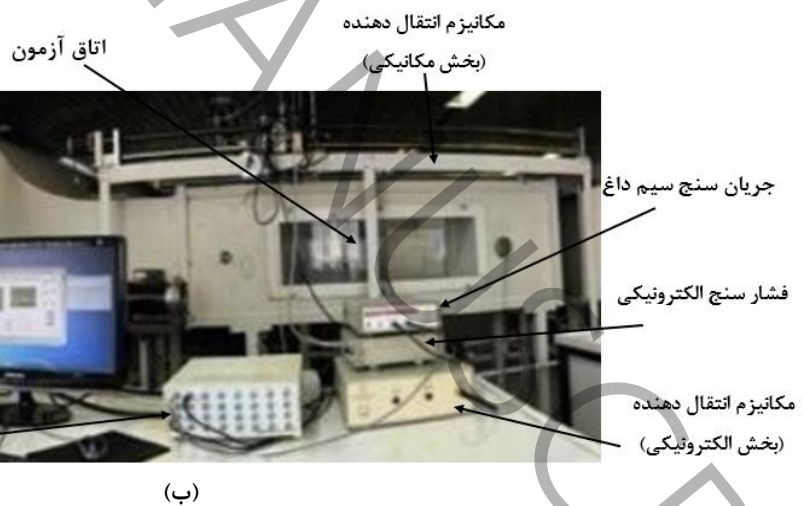 مکانیزم انتقال دهنده
(بخش مکانیکی)
اتاق آزمون
جریان سنج سیم داغ
فشار سنج الکترونیکی
مکانیزم انتقال دهنده
(بخش الکترونیکی)
(ب)